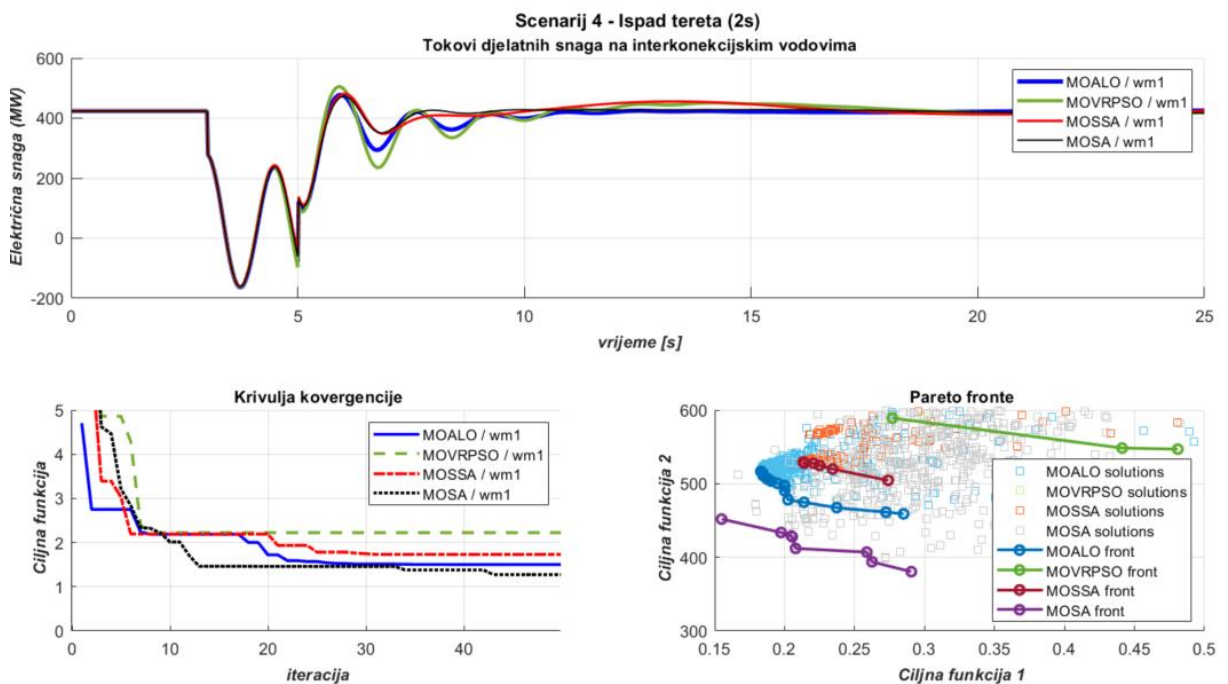 Scenarij 4 - Ispad tereta (2s)
Tokovi djelatnih snaga na interkonekcijskim vodovima
Električna snaga (MW)
600
400
200
0
-200
MOALO / wm1
MOVRPSO / wm1
MOSSA / wm1
MOSA / wm1
0 5 10 15 20 25
vrijeme [s]
Krivulja kovergencije
Ciljna funkcija
5
4
3
2
1
0
MOALO / wm1
MOVRPSO / wm1
MOSSA / wm1
MOSA / wm1
0 10 20 30 40
iteracija
Pareto fronte
Ciljna funkcija 2
600
500
400
300
MOALO solutions
MOVRPSO solutions
MOSSA solutions
MOSA solutions
MOALO front
MOVRPSO front
MOSSA front
MOSA front
0.15 0.2 0.25 0.3 0.35 0.4 0.45 0.5
Ciljna funkcija 1